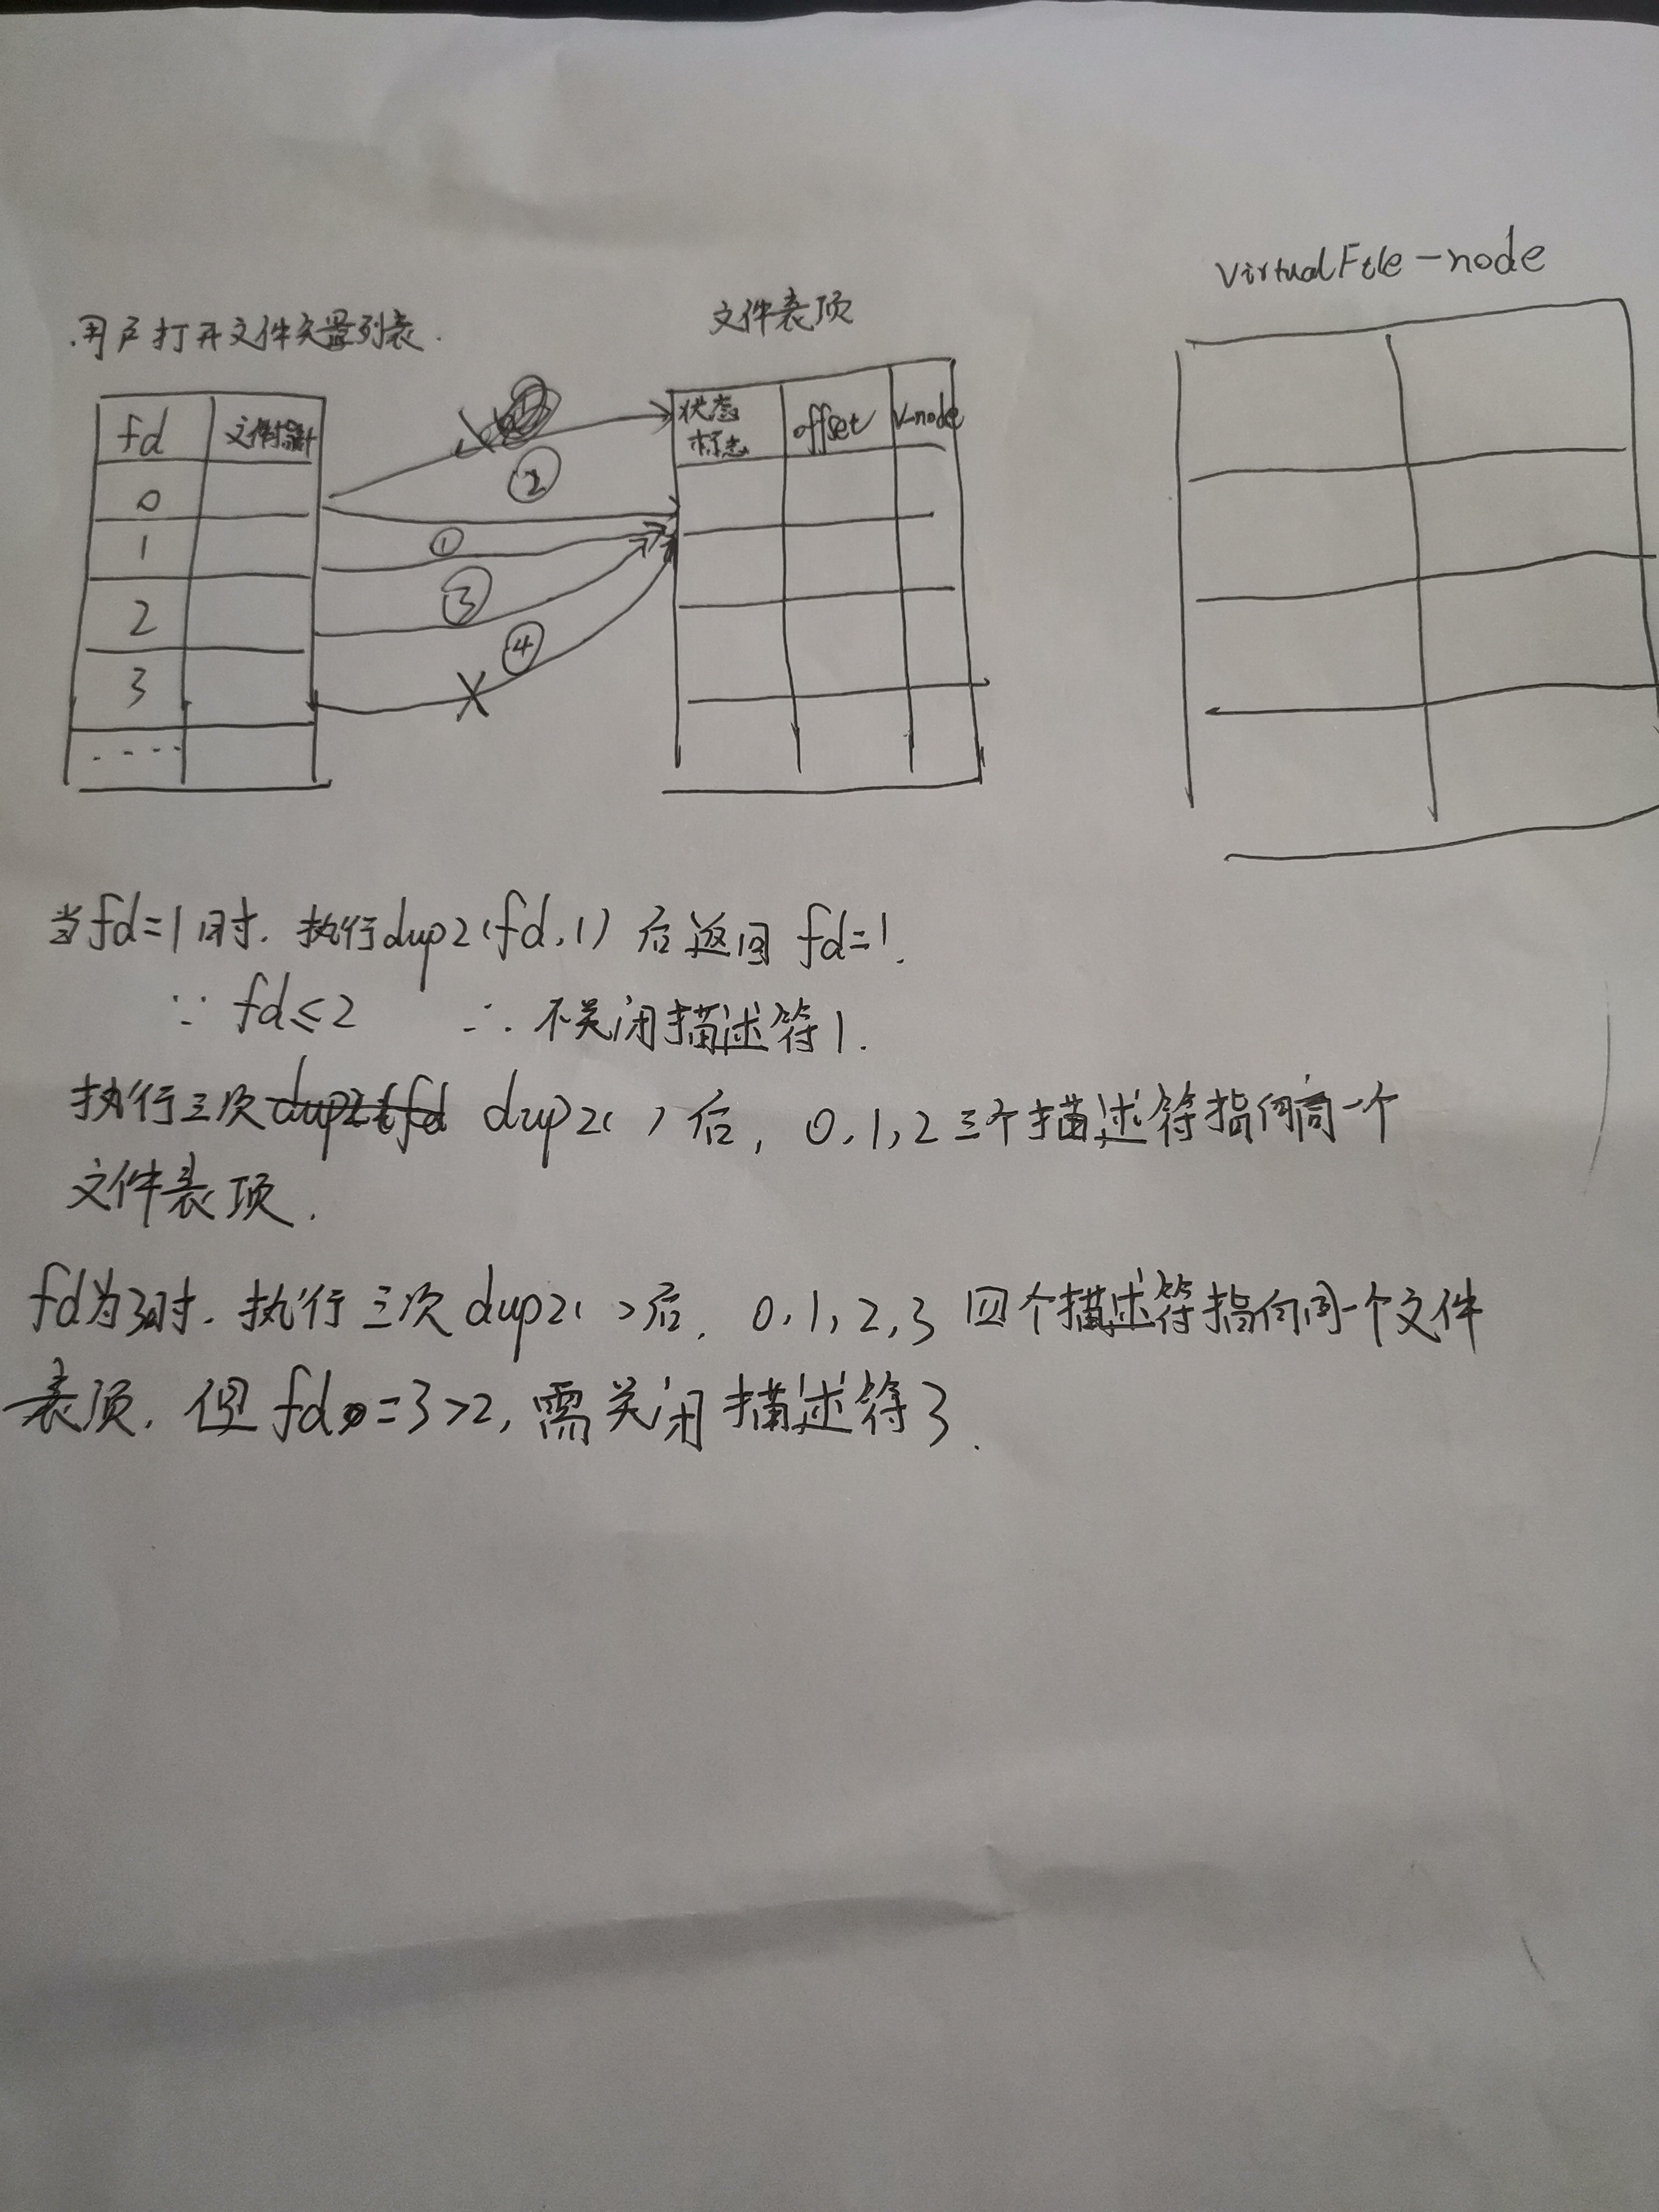 VirtualFile-node
用户打开文件矢量列表.
文件表项
fd 文件指针
状态标志 offset v-node
0
②
1
①
2
③
3
④
....
当fd=1时. 执行dup2(fd,1) 后返回 fd=1.
∵ fd≤2 ∴ 不关闭描述符1.
执行三次 dup2( ) 后, 0,1,2三个描述符指向同一个
文件表项.
fd为3时. 执行三次dup2( )后, 0,1,2,3 四个描述符指向同一个文件
表项. 但 fd=3>2, 需关闭描述符3.